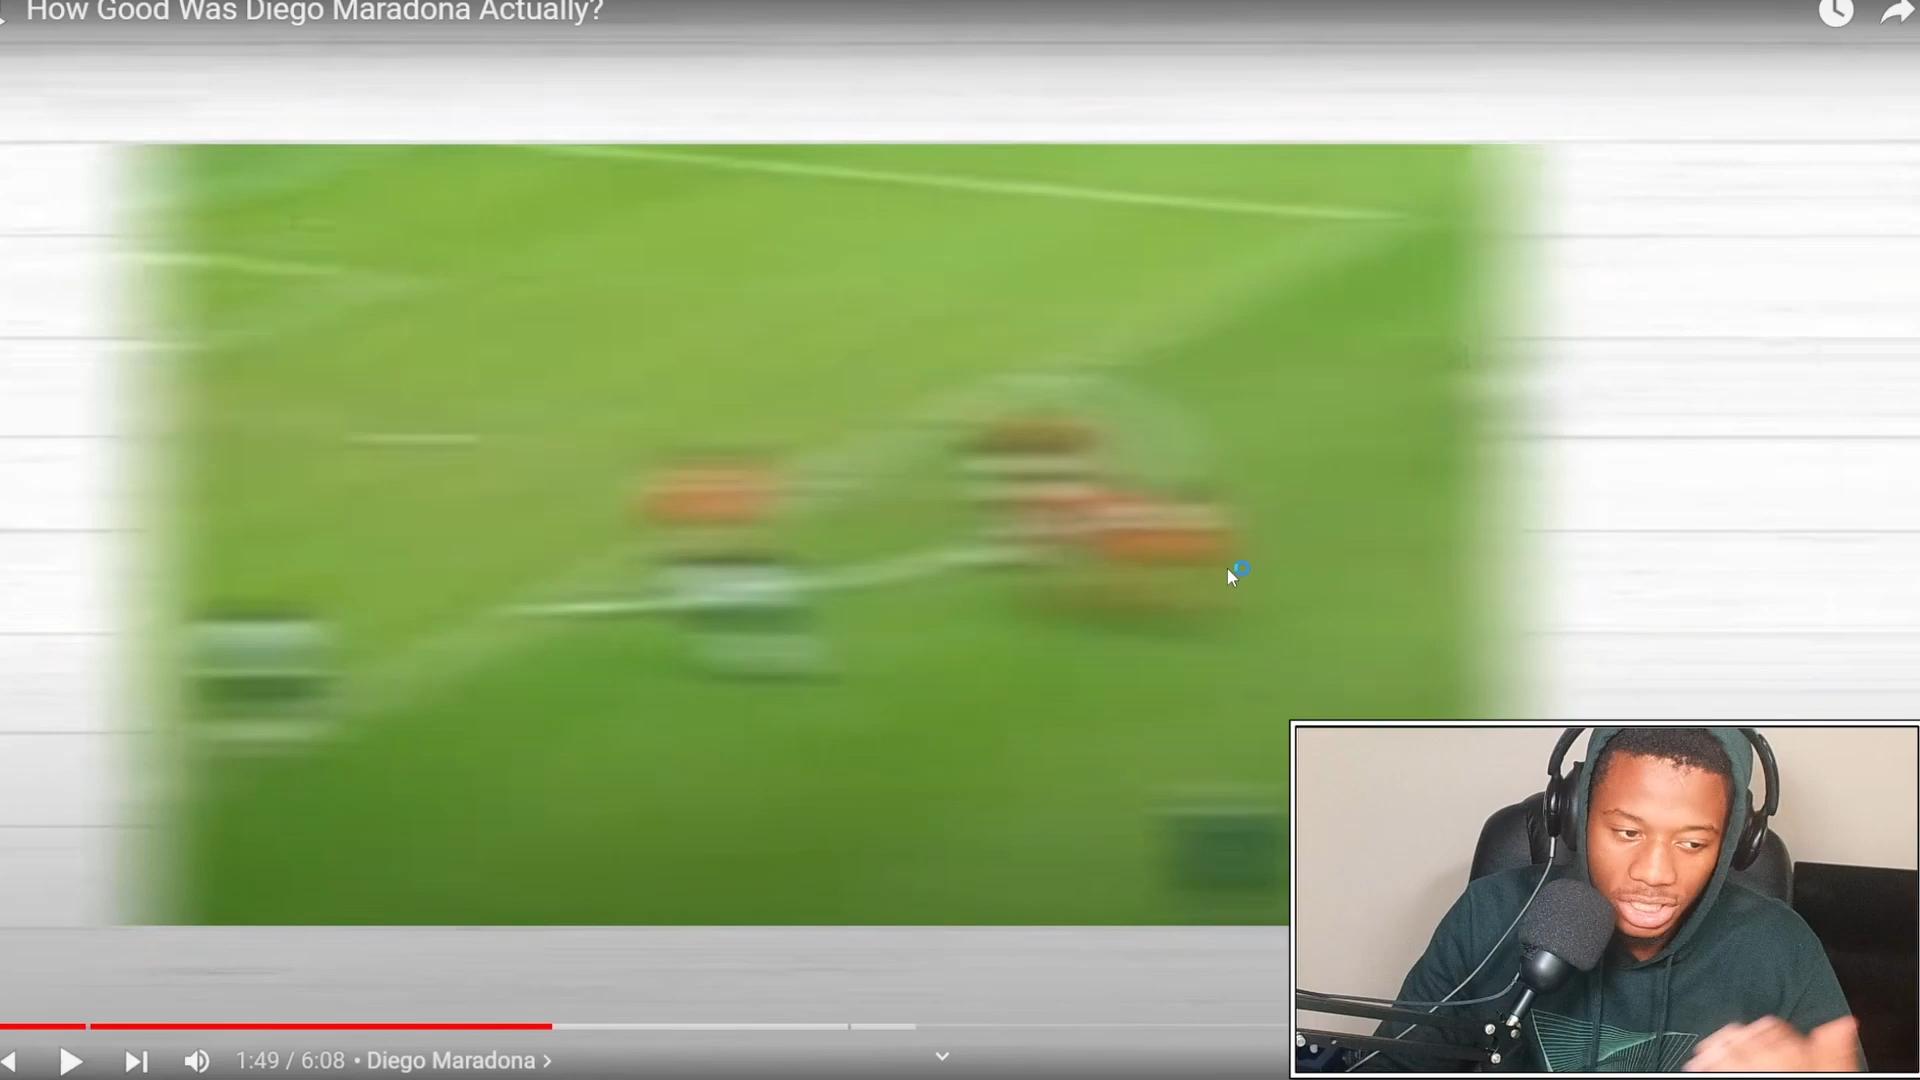 How Good Was Diego Maradona Actually?
1:49 / 6:08 • Diego Maradona >